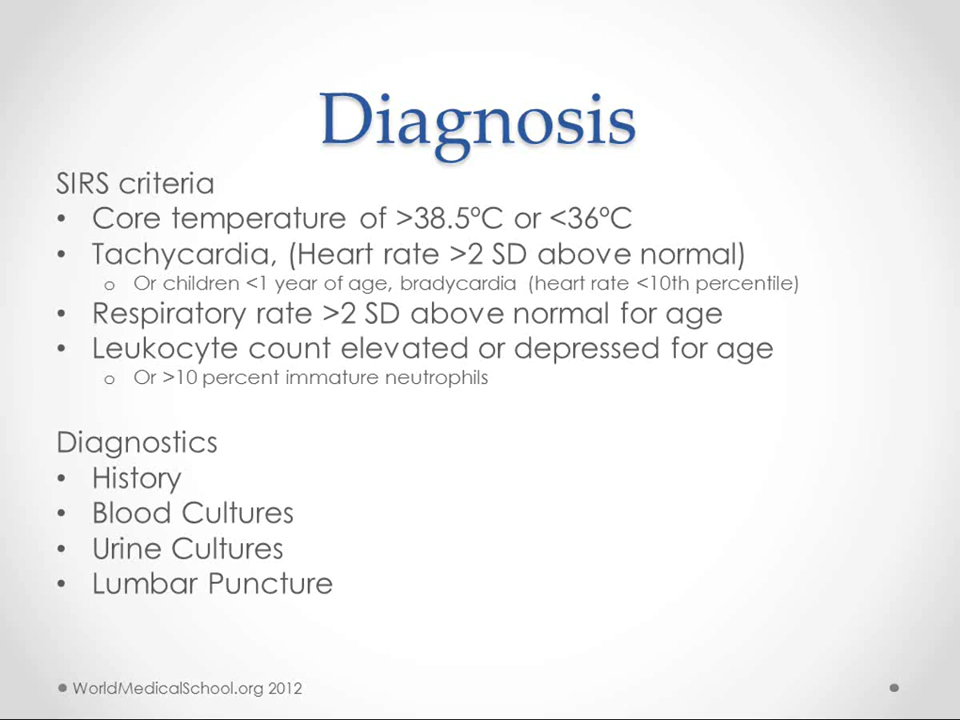 Diagnosis
SIRS criteria
• Core temperature of >38.5ºC or <36ºC
• Tachycardia, (Heart rate >2 SD above normal)
o Or children <1 year of age, bradycardia (heart rate <10th percentile)
• Respiratory rate >2 SD above normal for age
• Leukocyte count elevated or depressed for age
o Or >10 percent immature neutrophils
Diagnostics
• History
• Blood Cultures
• Urine Cultures
• Lumbar Puncture
WorldMedicalSchool.org 2012